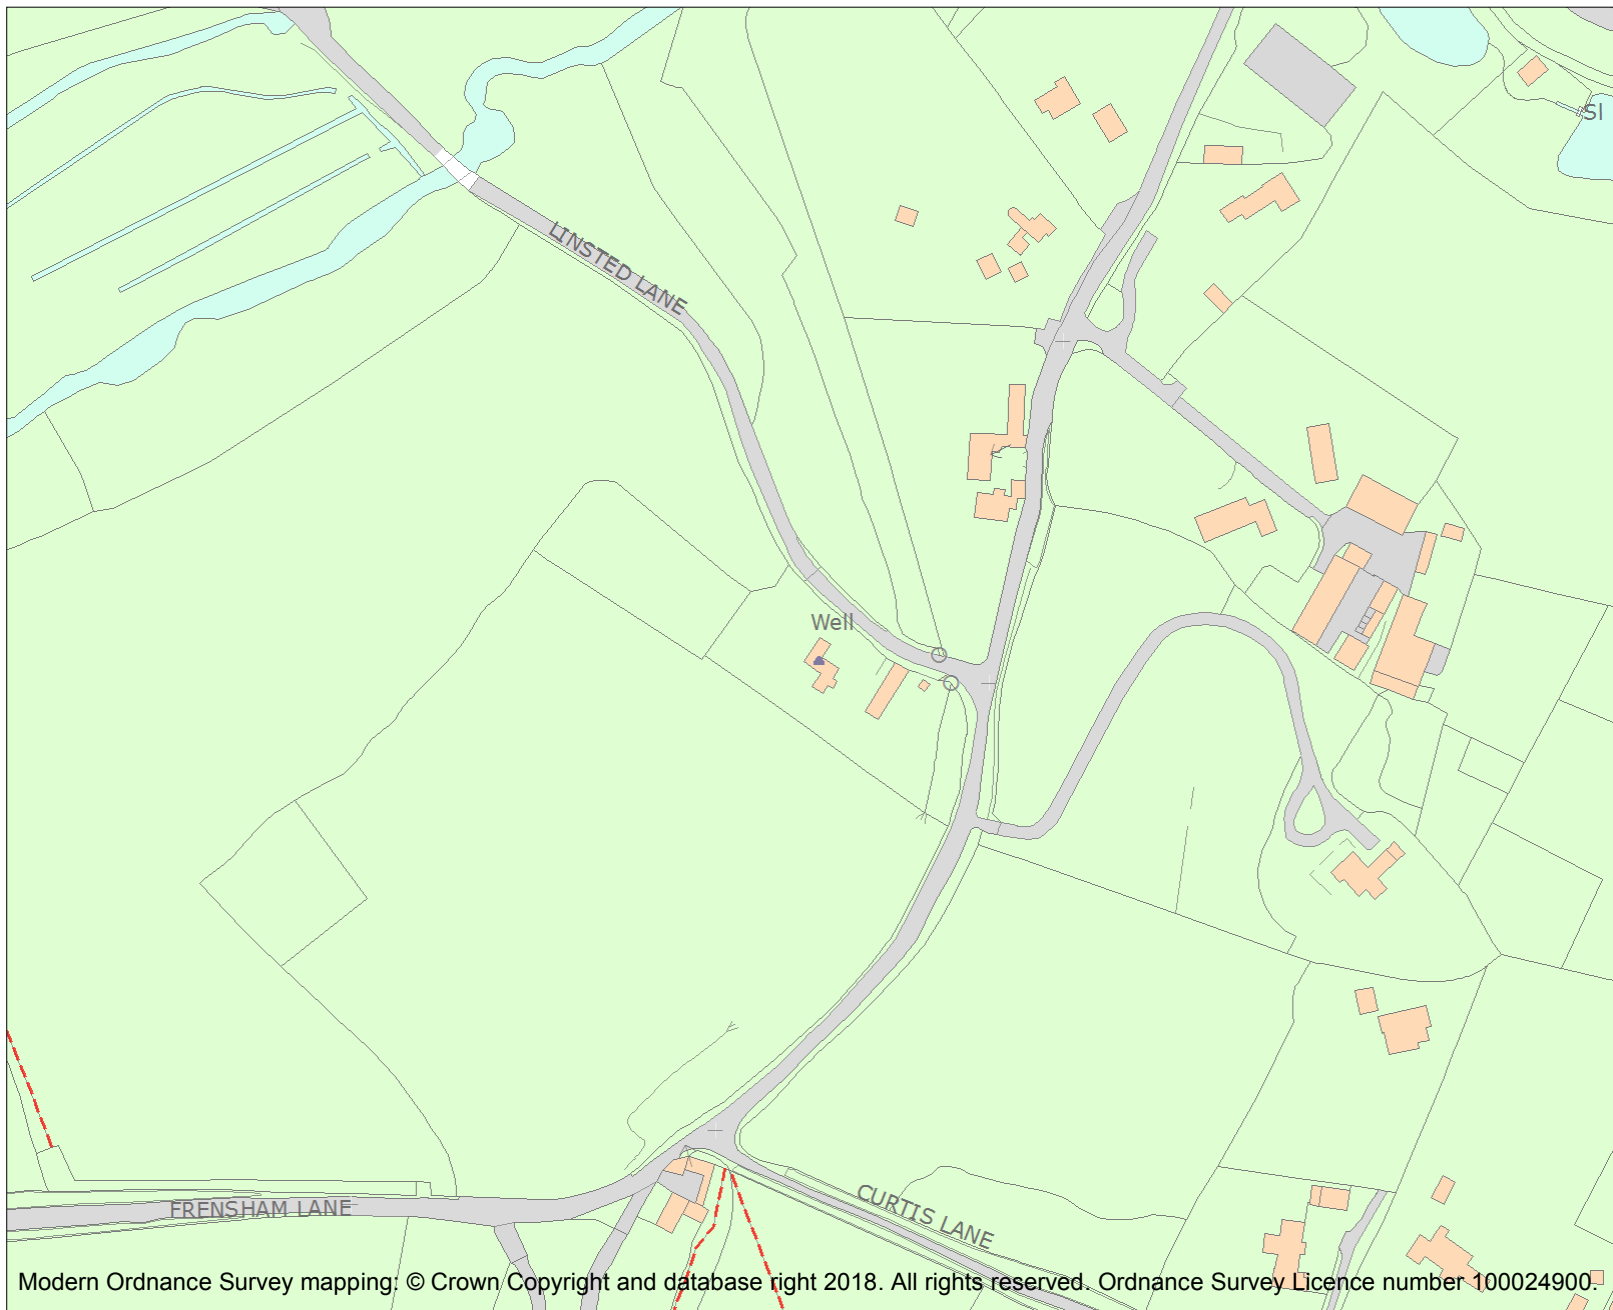 Sl
LINSTED LANE
Well
FRENSHAM LANE
CURTIS LANE
Modern Ordnance Survey mapping: © Crown Copyright and database right 2018. All rights reserved. Ordnance Survey Licence number 100024900.